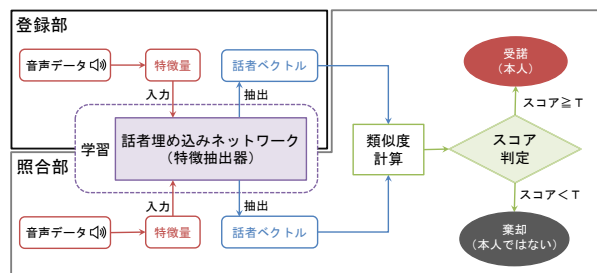 登録部
音声データ
特徴量
話者ベクトル
入力
抽出
学習
話者埋め込みネットワーク
（特徴抽出器）
照合部
入力
抽出
音声データ
特徴量
話者ベクトル
類似度
計算
スコア
判定
受諾
（本人）
スコア≧T
スコア＜T
棄却
（本人ではない）